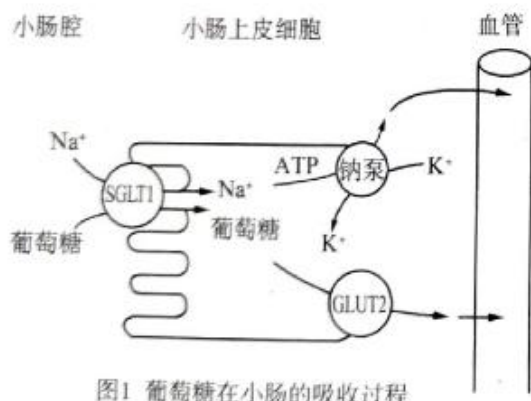 小肠腔 小肠上皮细胞 血管
Na⁺
ATP 钠泵 K⁺
SGLT1 Na⁺
葡萄糖 葡萄糖
K⁺
GLUT2
图1 葡萄糖在小肠的吸收过程